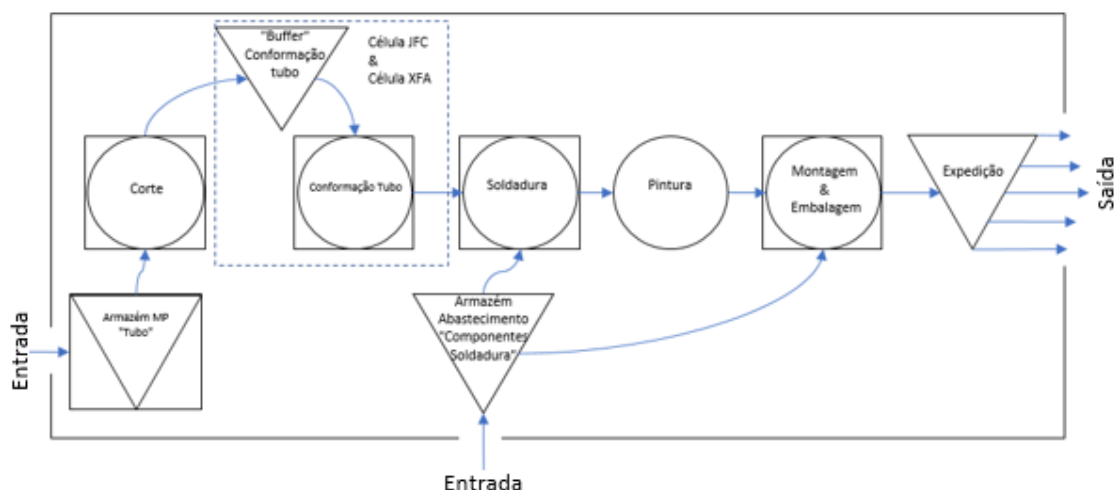 "Buffer"
Conformação
tubo
Célula JFC
&
Célula XFA
Corte
Conformação Tubo
Soldadura
Pintura
Montagem
&
Embalagem
Expedição
Saída
Armazém MP
"Tubo"
Entrada
Armazém
Abastecimento
"Componentes
Soldadura"
Entrada